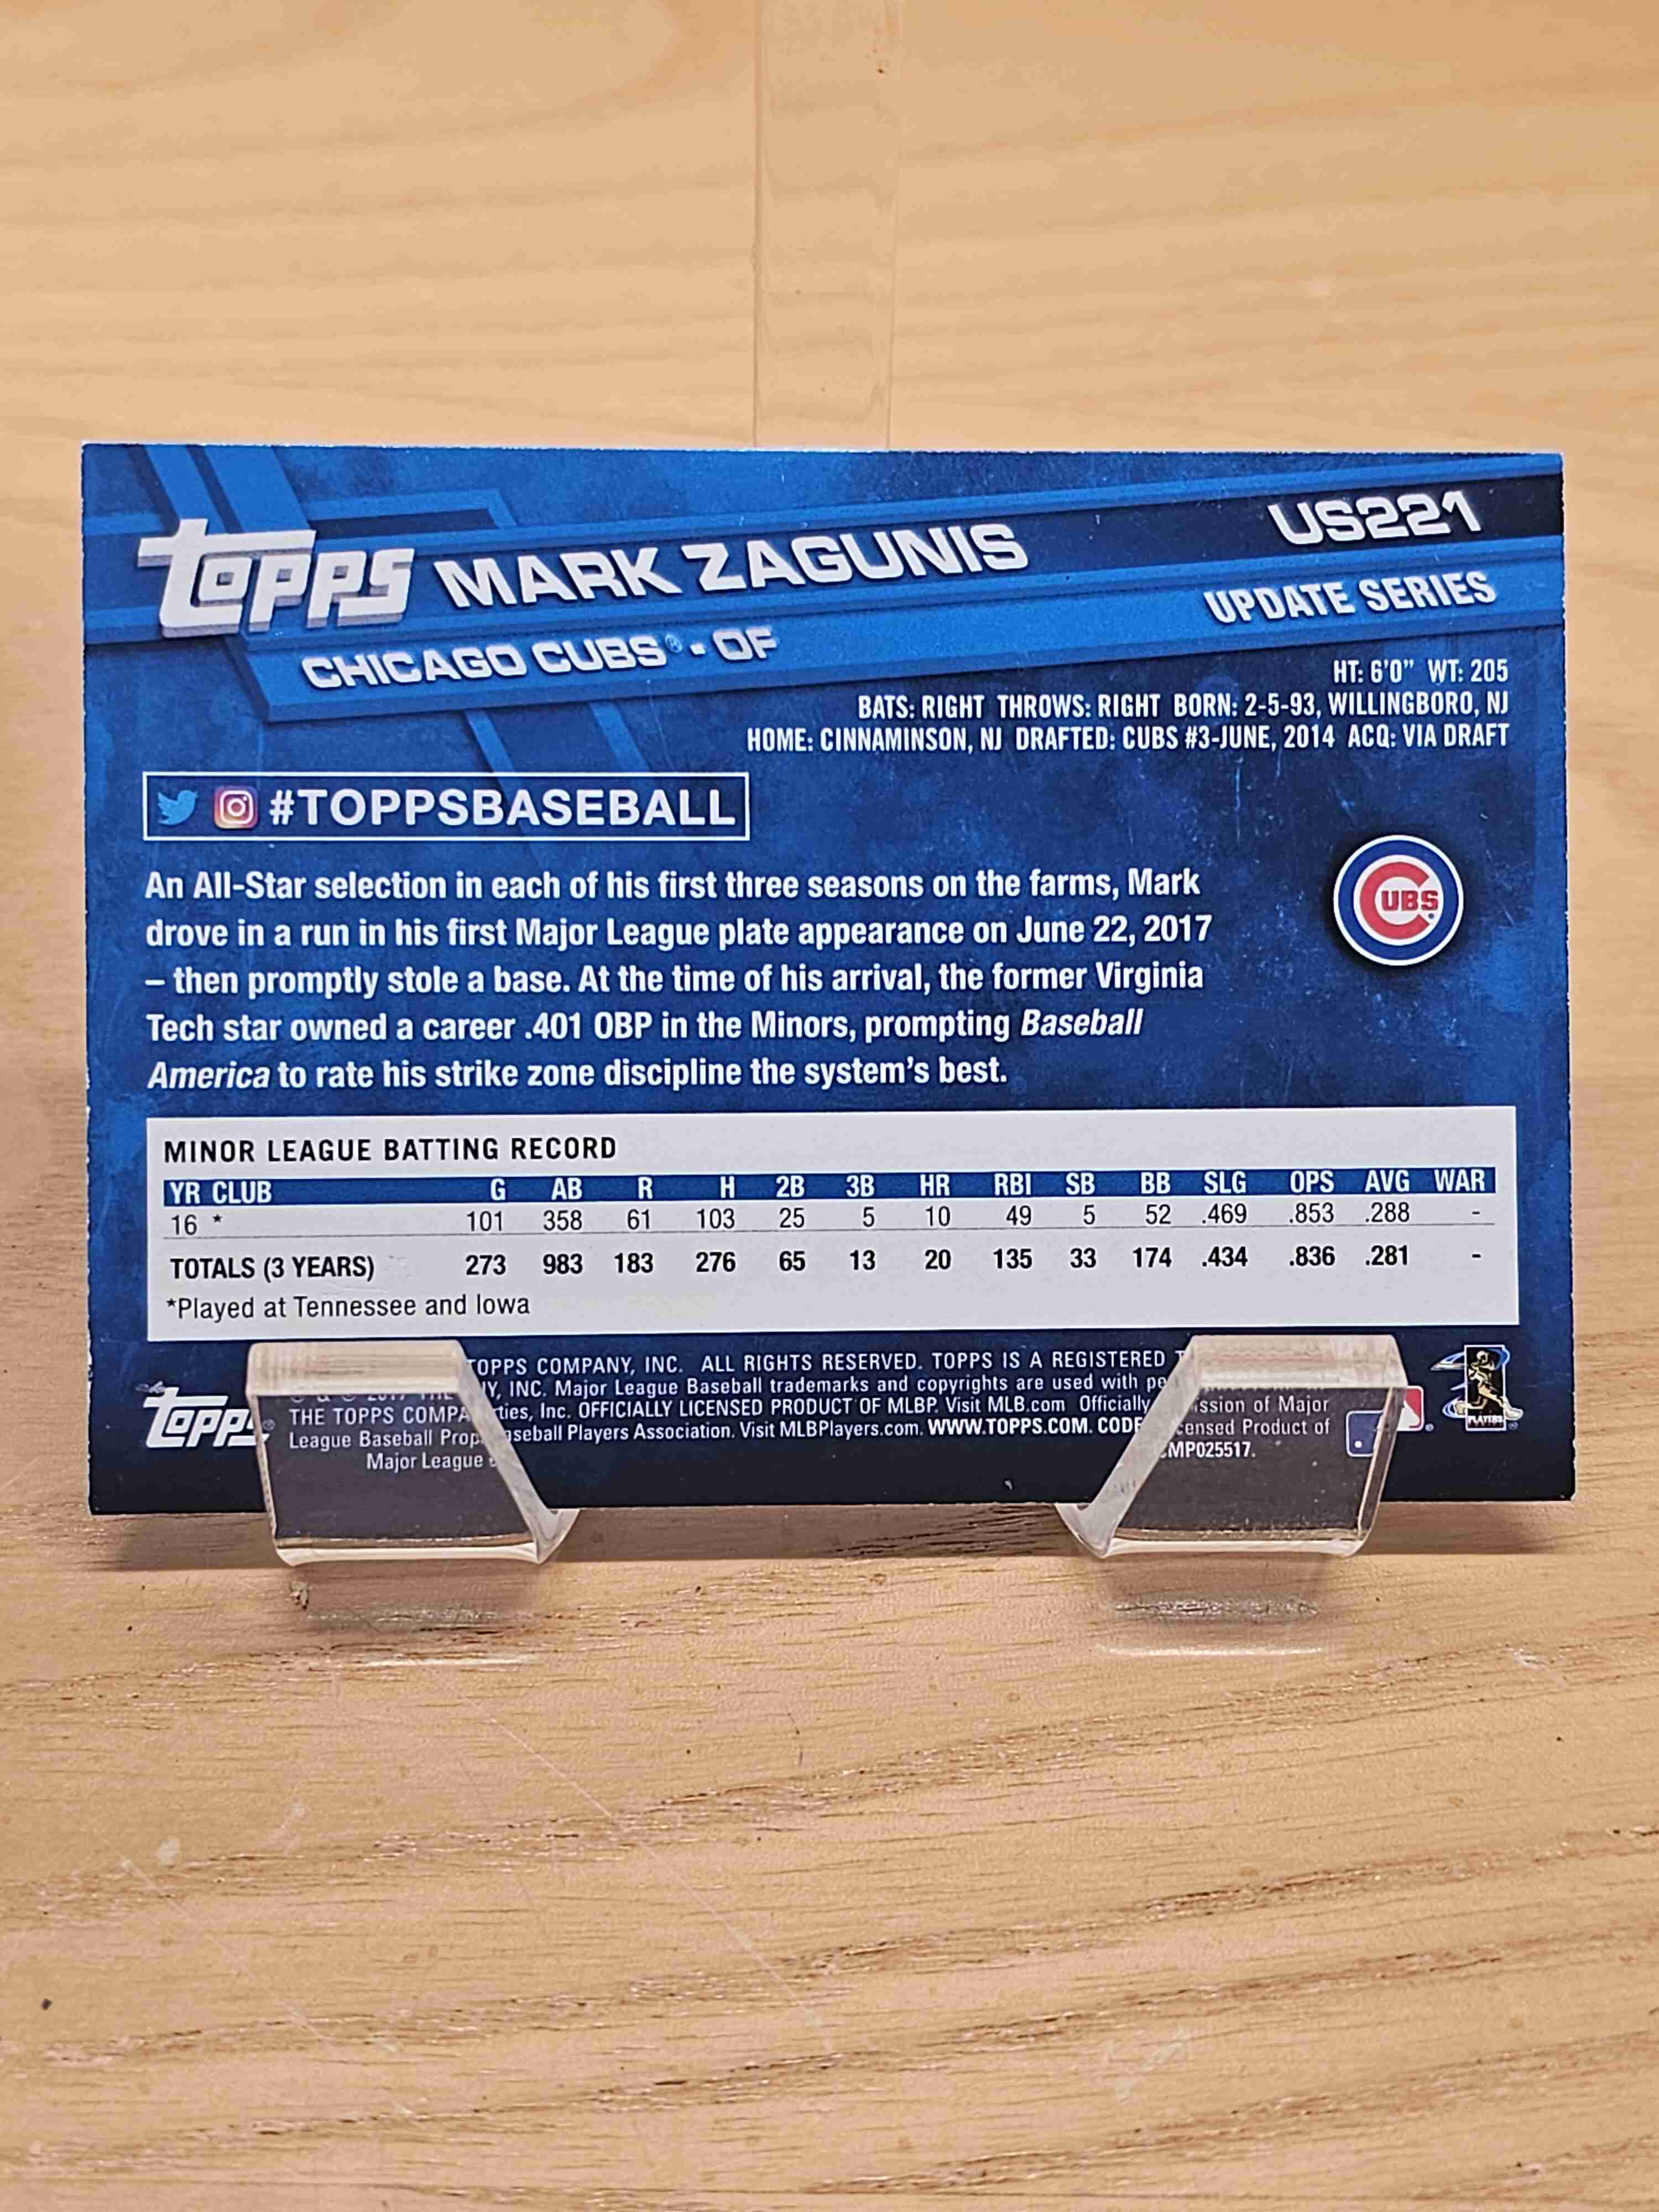 topps MARK ZAGUNIS US221
CHICAGO CUBS® • OF UPDATE SERIES
HT: 6'0" WT: 205
BATS: RIGHT THROWS: RIGHT BORN: 2-5-93, WILLINGBORO, NJ
HOME: CINNAMINSON, NJ DRAFTED: CUBS #3-JUNE, 2014 ACQ: VIA DRAFT
#TOPPSBASEBALL
CUBS
An All-Star selection in each of his first three seasons on the farms, Mark
drove in a run in his first Major League plate appearance on June 22, 2017
– then promptly stole a base. At the time of his arrival, the former Virginia
Tech star owned a career .401 OBP in the Minors, prompting Baseball
America to rate his strike zone discipline the system's best.
MINOR LEAGUE BATTING RECORD
YR CLUB G AB R H 2B 3B HR RBI SB BB SLG OPS AVG WAR
16 * 101 358 61 103 25 5 10 49 5 52 .469 .853 .288 -
TOTALS (3 YEARS) 273 983 183 276 65 13 20 135 33 174 .434 .836 .281 -
*Played at Tennessee and Iowa
TOPPS COMPANY, INC. ALL RIGHTS RESERVED. TOPPS IS A REGISTERED
THE TOPPS INC. Major League Baseball trademarks and copyrights are used with ission of Major
League Baseball Inc. OFFICIALLY LICENSED PRODUCT OF MLBP. Visit MLB.com Officially Product of
Major League Players Association. Visit MLBPlayers.com. WWW.TOPPS.COM. CODE MP025517.
topps
PLAYERS